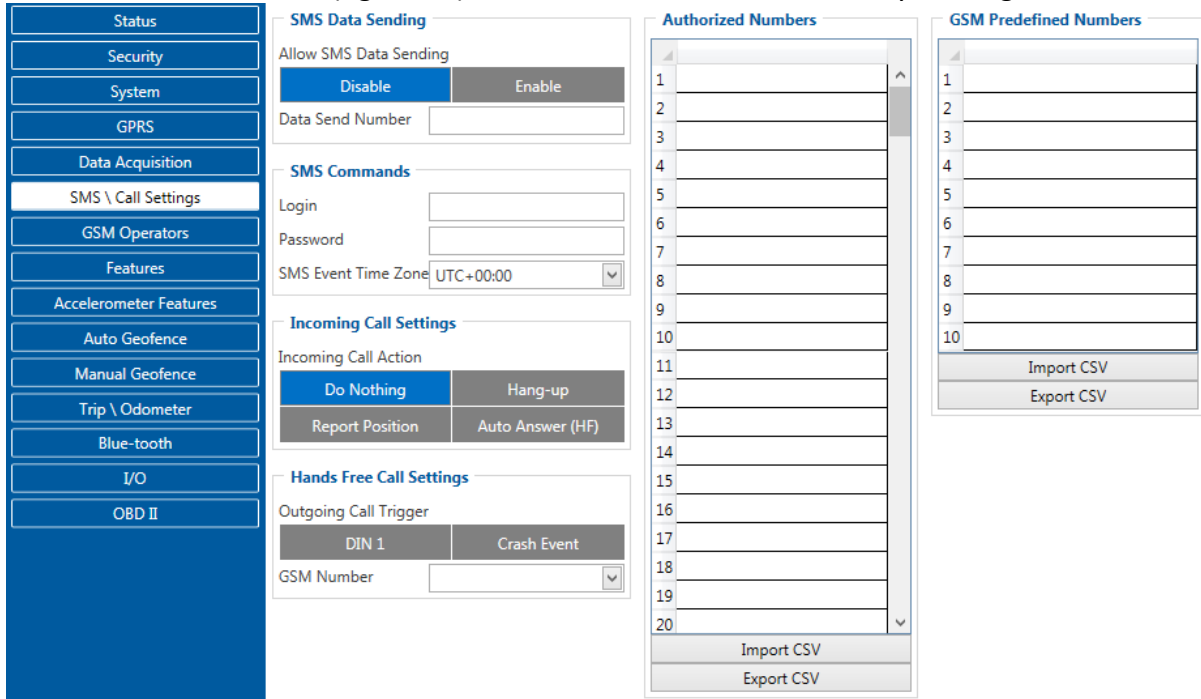 Status
Security
System
GPRS
Data Acquisition
SMS \ Call Settings
GSM Operators
Features
Accelerometer Features
Auto Geofence
Manual Geofence
Trip \ Odometer
Blue-tooth
I/O
OBD II
SMS Data Sending
Allow SMS Data Sending
Disable Enable
Data Send Number
SMS Commands
Login
Password
SMS Event Time Zone UTC+00:00
Incoming Call Settings
Incoming Call Action
Do Nothing Hang-up
Report Position Auto Answer (HF)
Hands Free Call Settings
Outgoing Call Trigger
DIN 1 Crash Event
GSM Number
Authorized Numbers
1
2
3
4
5
6
7
8
9
10
11
12
13
14
15
16
17
18
19
20
Import CSV
Export CSV
GSM Predefined Numbers
1
2
3
4
5
6
7
8
9
10
Import CSV
Export CSV